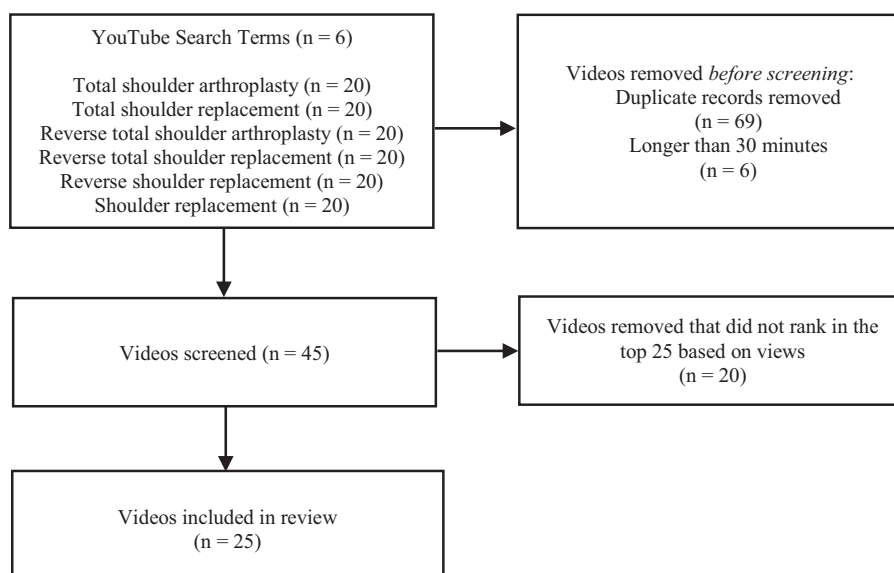 YouTube Search Terms (n = 6)
Total shoulder arthroplasty (n = 20)
Total shoulder replacement (n = 20)
Reverse total shoulder arthroplasty (n = 20)
Reverse total shoulder replacement (n = 20)
Reverse shoulder replacement (n = 20)
Shoulder replacement (n = 20)
Videos removed before screening:
Duplicate records removed
(n = 69)
Longer than 30 minutes
(n = 6)
Videos screened (n = 45)
Videos removed that did not rank in the
top 25 based on views
(n = 20)
Videos included in review
(n = 25)